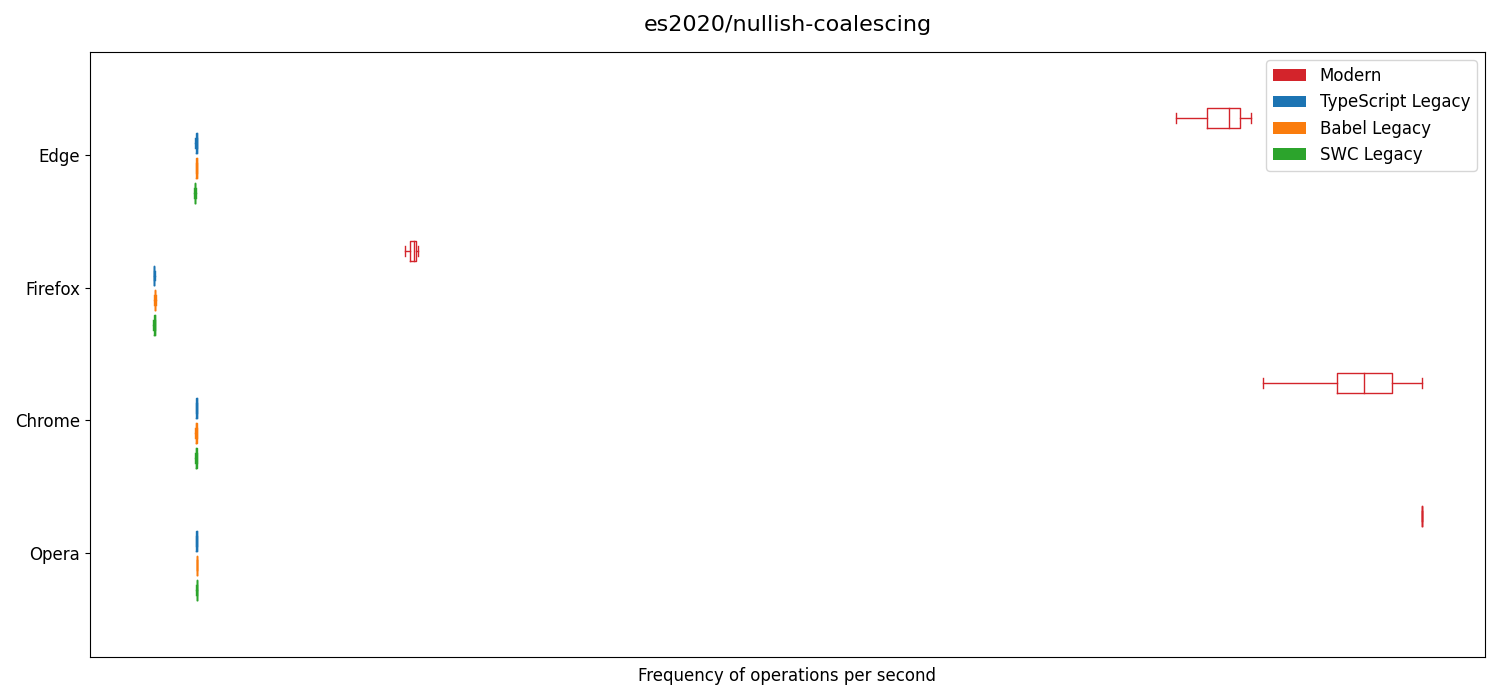 es2020/nullish-coalescing
Modern
TypeScript Legacy
Babel Legacy
SWC Legacy
Edge
Firefox
Chrome
Opera
Frequency of operations per second